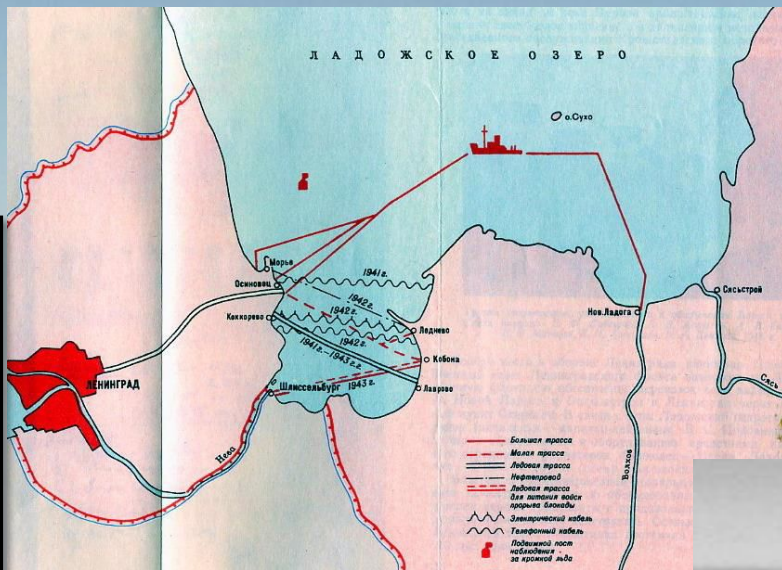 ЛАДОЖСКОЕ ОЗЕРО
о.Сухо
Морье
Осиновец
1941г.
Сясьстрой
1942г.
Нов.Ладога
Коккорево
1942г.
Леднево
1942г.
1941г.-1943г.г.
Кобона
ЛЕНИНГРАД
Шлиссельбург
1943г.
Лаврово
Сясь
Нева
Волхов
Большая трасса
Малая трасса
Ледовая трасса
Нефтепровод
Ледовая трасса
для питания войск
прорыва блокады
Электрический кабель
Телефонный кабель
Подвижной пост
наблюдения -
за кромкой льда